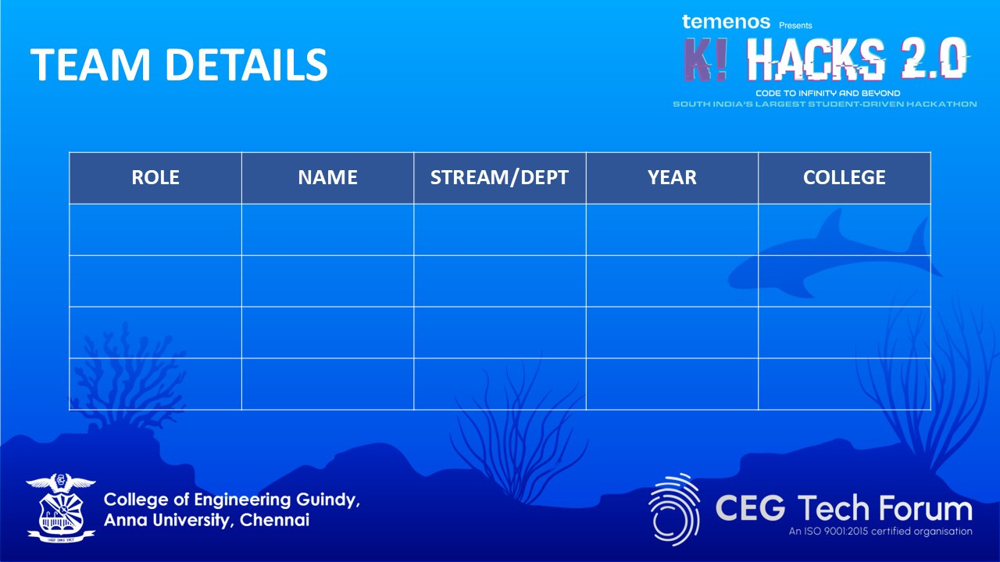 temenos Presents
TEAM DETAILS
K! HACKS 2.0
CODE TO INFINITY AND BEYOND
SOUTH INDIA'S LARGEST STUDENT-DRIVEN HACKATHON
ROLE NAME STREAM/DEPT YEAR COLLEGE
College of Engineering Guindy,
Anna University, Chennai
CEG Tech Forum
An ISO 9001:2015 certified organisation